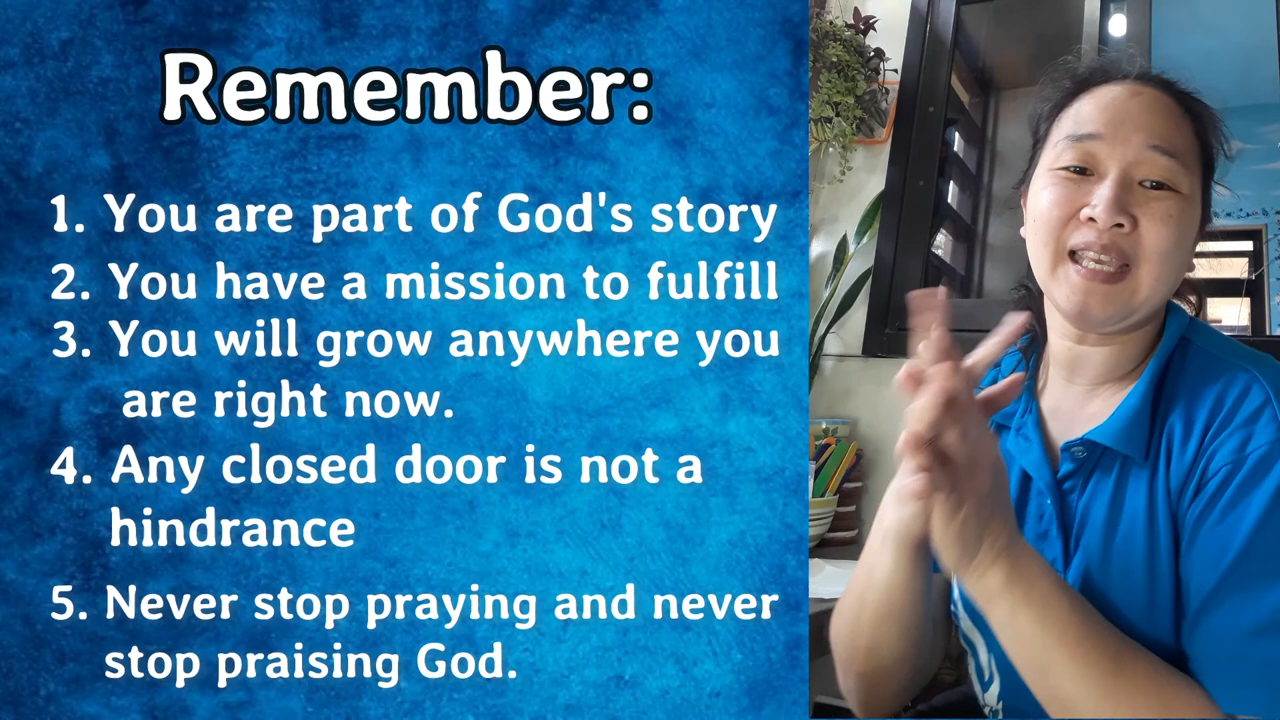 Remember:
1. You are part of God's story
2. You have a mission to fulfill
3. You will grow anywhere you
are right now.
4. Any closed door is not a
hindrance
5. Never stop praying and never
stop praising God.